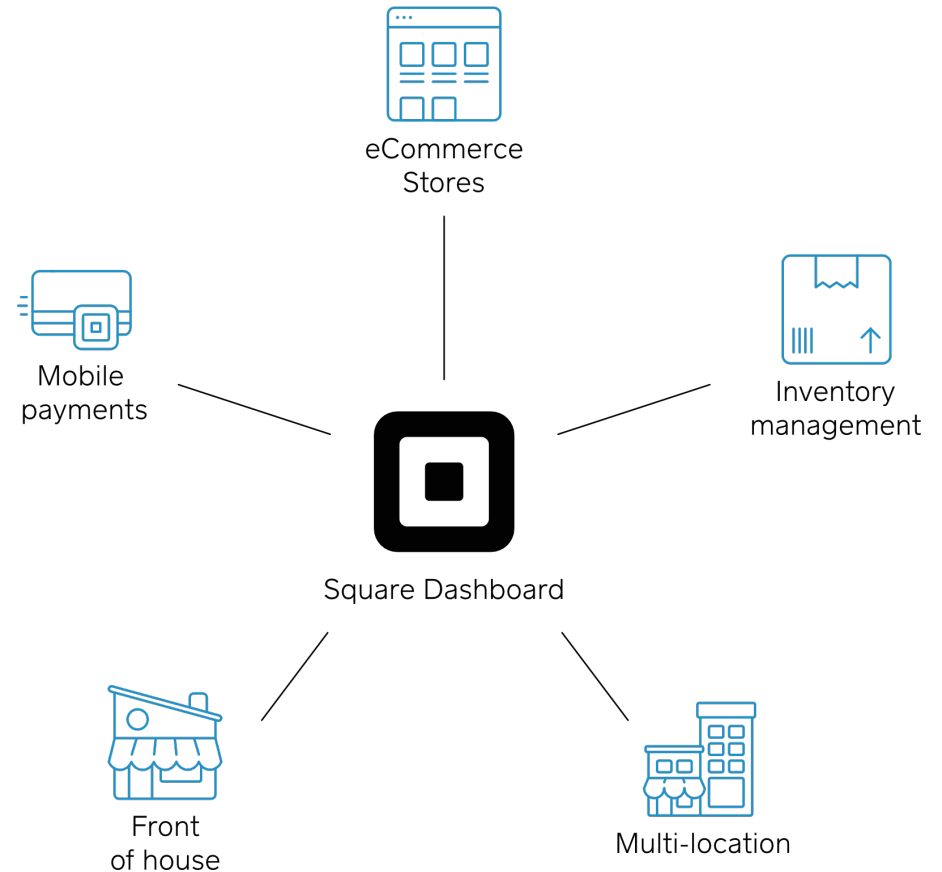 eCommerce
Stores
Mobile
payments
Inventory
management
Square Dashboard
Front
of house
Multi-location